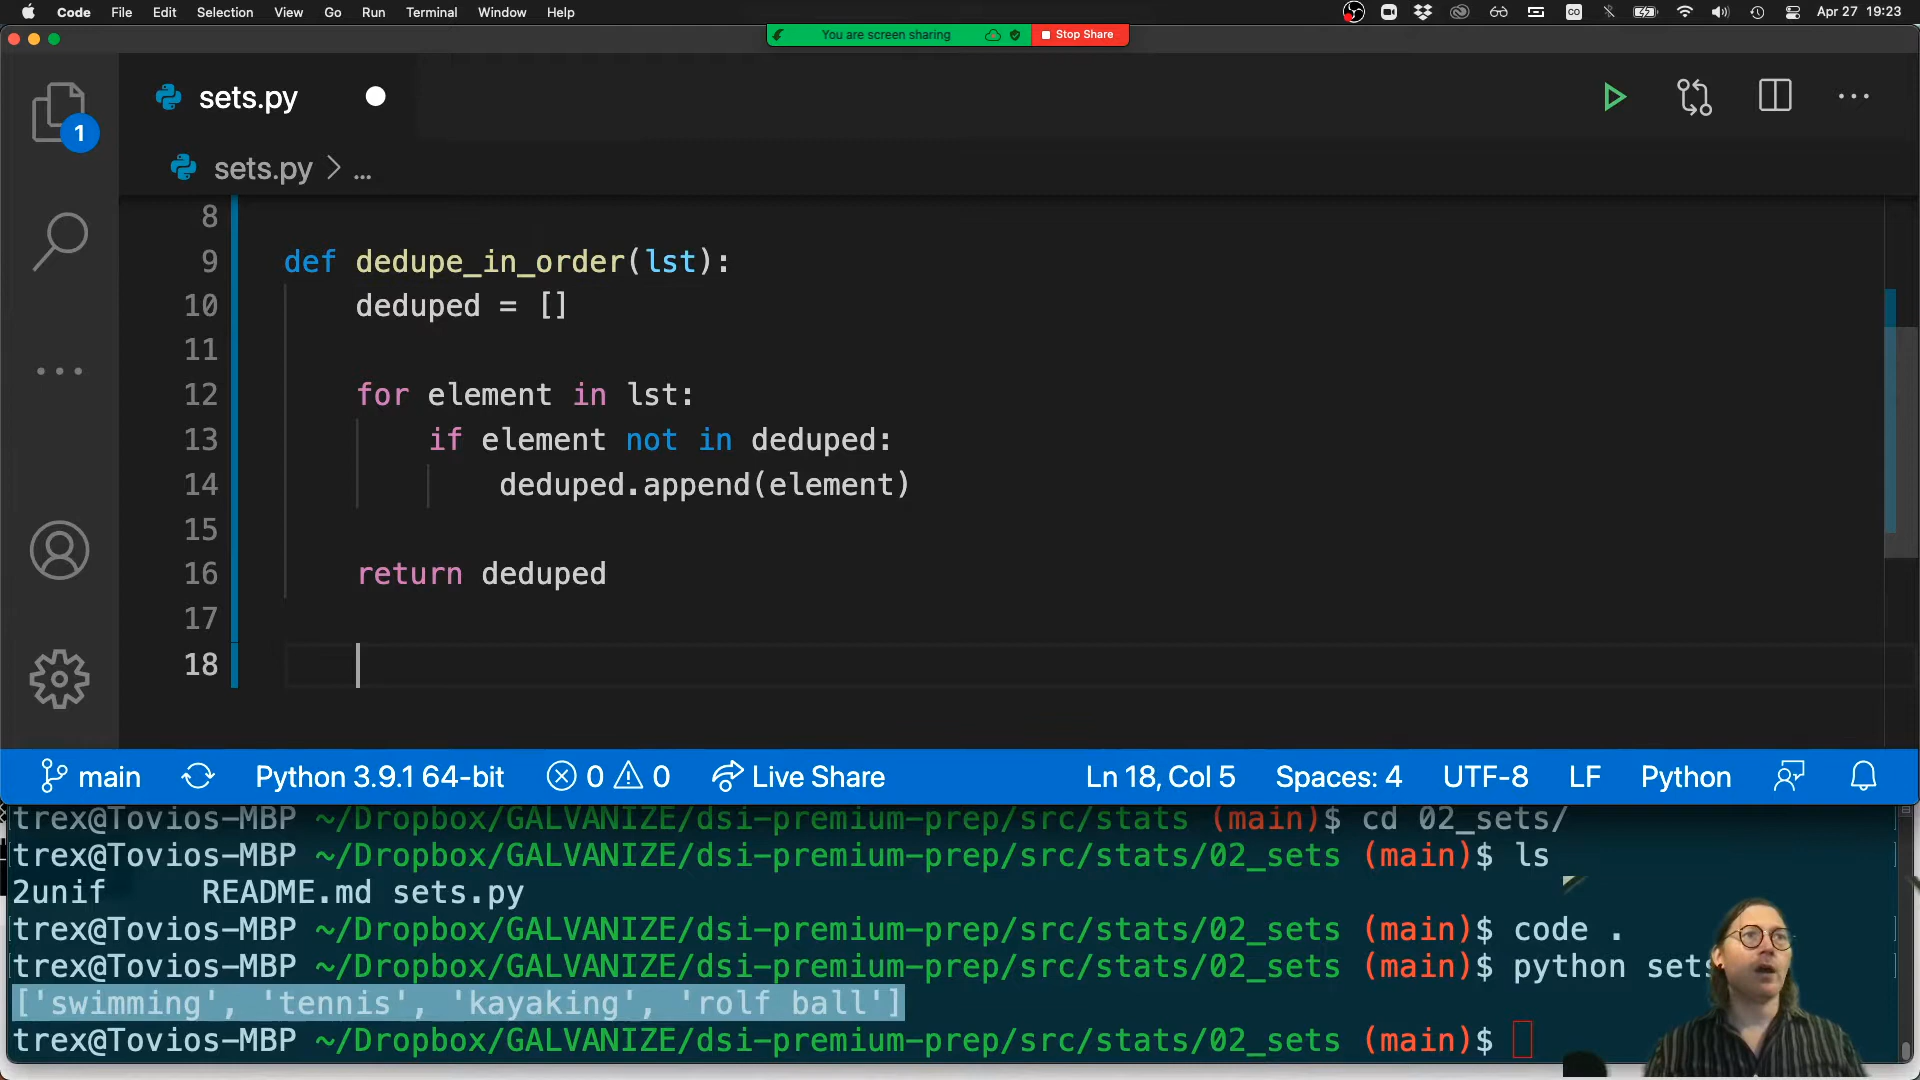 Code File Edit Selection View Go Run Terminal Window Help Apr 27 19:23
You are screen sharing Stop Share
sets.py
1
sets.py > ...
8
9 def dedupe_in_order(lst):
10 deduped = []
11
12 for element in lst:
13 if element not in deduped:
14 deduped.append(element)
15
16 return deduped
17
18
main Python 3.9.1 64-bit 0 0 Live Share Ln 18, Col 5 Spaces: 4 UTF-8 LF Python
trex@Tovios-MBP ~/Dropbox/GALVANIZE/dsi-premium-prep/src/stats (main)$ cd 02_sets/
trex@Tovios-MBP ~/Dropbox/GALVANIZE/dsi-premium-prep/src/stats/02_sets (main)$ ls
2unif README.md sets.py
trex@Tovios-MBP ~/Dropbox/GALVANIZE/dsi-premium-prep/src/stats/02_sets (main)$ code .
trex@Tovios-MBP ~/Dropbox/GALVANIZE/dsi-premium-prep/src/stats/02_sets (main)$ python sets
['swimming', 'tennis', 'kayaking', 'rolf ball']
trex@Tovios-MBP ~/Dropbox/GALVANIZE/dsi-premium-prep/src/stats/02_sets (main)$